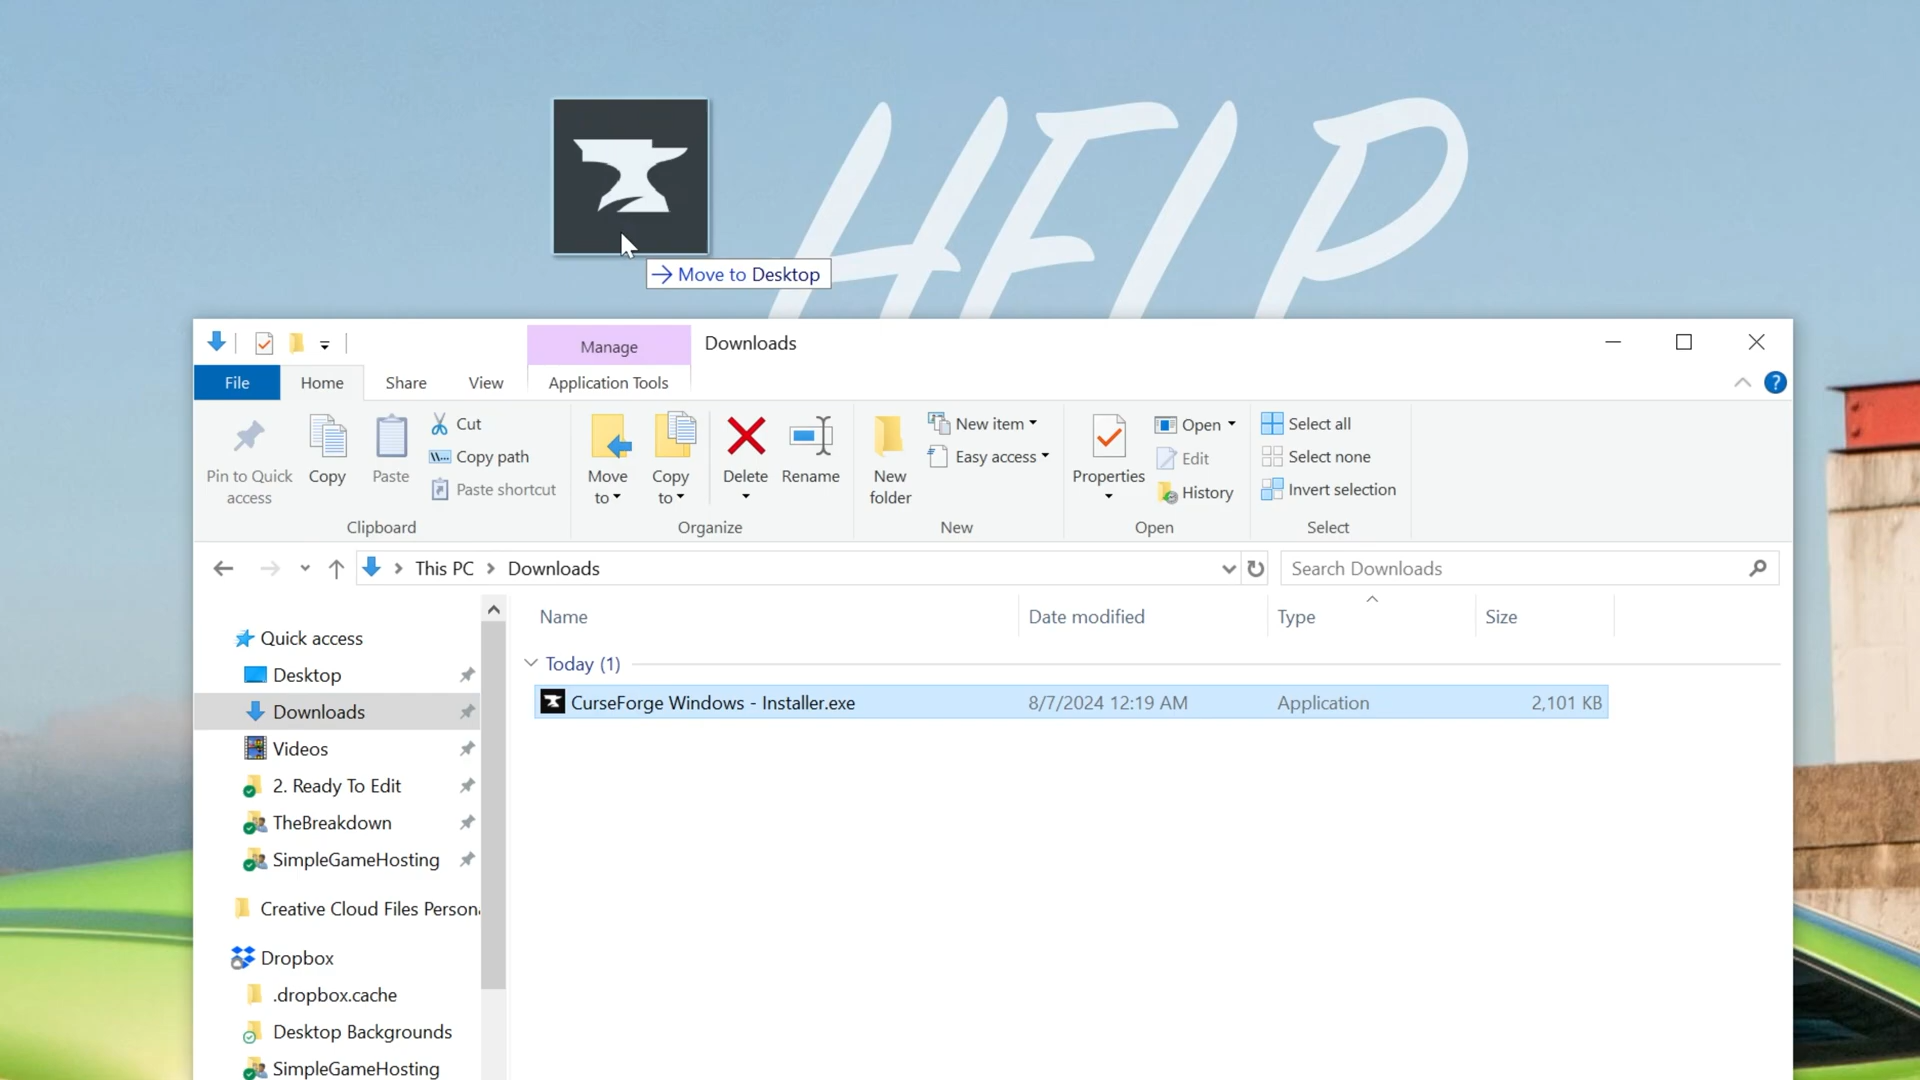 HELP
Move to Desktop
Manage
Downloads
File
Home
Share
View
Application Tools
?
Pin to Quick access
Copy
Paste
Cut
\\... Copy path
Paste shortcut
Clipboard
Move to
Copy to
Delete
Rename
Organize
New folder
New item
Easy access
New
Properties
Open
Edit
History
Open
Select all
Select none
Invert selection
Select
This PC
Downloads
Search Downloads
Name
Date modified
Type
Size
Quick access
Desktop
Downloads
Videos
2. Ready To Edit
TheBreakdown
SimpleGameHosting
Creative Cloud Files Persona
Dropbox
.dropbox.cache
Desktop Backgrounds
SimpleGameHosting
Today (1)
CurseForge Windows - Installer.exe
8/7/2024 12:19 AM
Application
2,101 KB